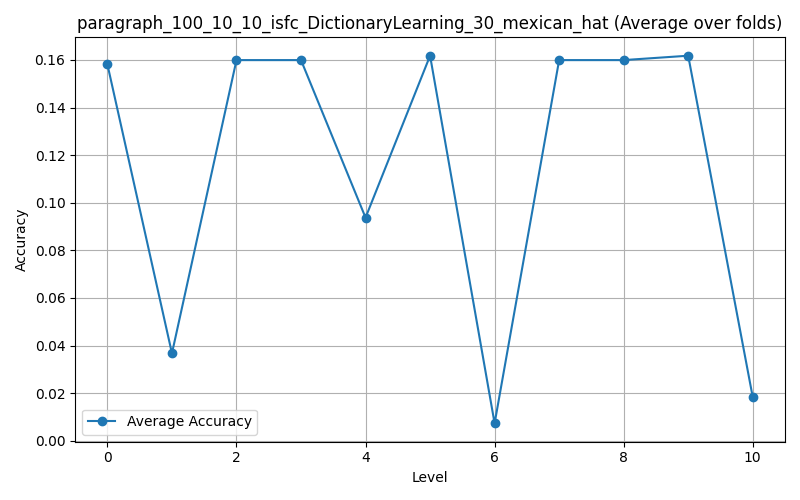 paragraph_100_10_10_isfc_DictionaryLearning_30_mexican_hat (Average over folds)
0.16
0.14
0.12
0.10
0.08
0.06
0.04
0.02
0.00
Accuracy
Average Accuracy
0 2 4 6 8 10
Level